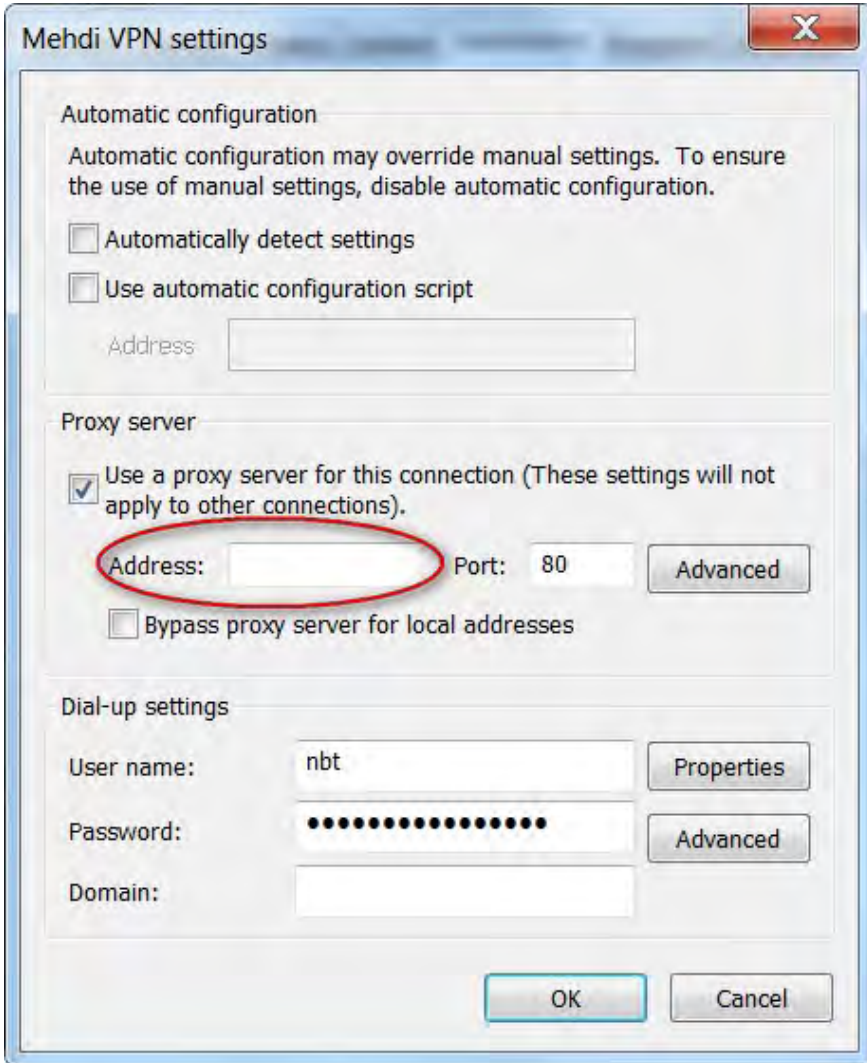 Mehdi VPN settings
Automatic configuration
Automatic configuration may override manual settings. To ensure
the use of manual settings, disable automatic configuration.
Automatically detect settings
Use automatic configuration script
Address
Proxy server
Use a proxy server for this connection (These settings will not
apply to other connections).
Address: Port: 80 Advanced
Bypass proxy server for local addresses
Dial-up settings
User name: nbt Properties
Password: •••••••••••••••• Advanced
Domain:
OK Cancel